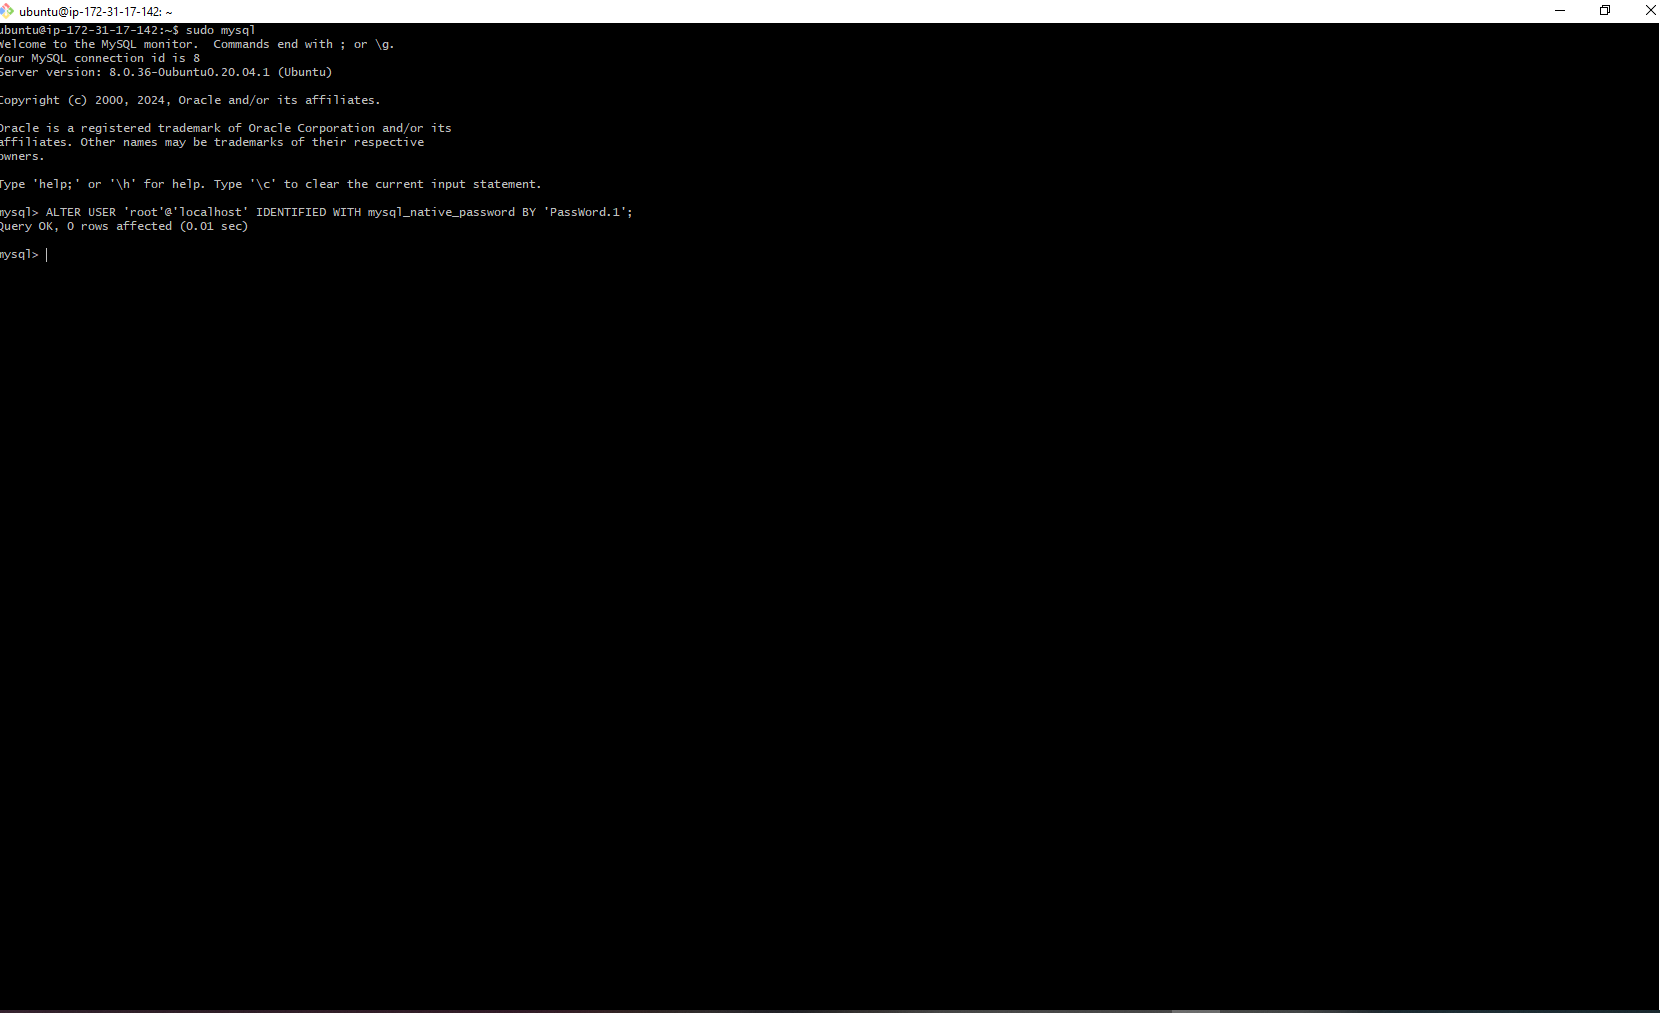 ubuntu@ip-172-31-17-142: ~
ubuntu@ip-172-31-17-142:~$ sudo mysql
Welcome to the MySQL monitor.  Commands end with ; or \g.
Your MySQL connection id is 8
Server version: 8.0.36-0ubuntu0.20.04.1 (Ubuntu)
Copyright (c) 2000, 2024, Oracle and/or its affiliates.
Oracle is a registered trademark of Oracle Corporation and/or its
affiliates. Other names may be trademarks of their respective
owners.
Type 'help;' or '\h' for help. Type '\c' to clear the current input statement.
mysql> ALTER USER 'root'@'localhost' IDENTIFIED WITH mysql_native_password BY 'PassWord.1';
Query OK, 0 rows affected (0.01 sec)
mysql>